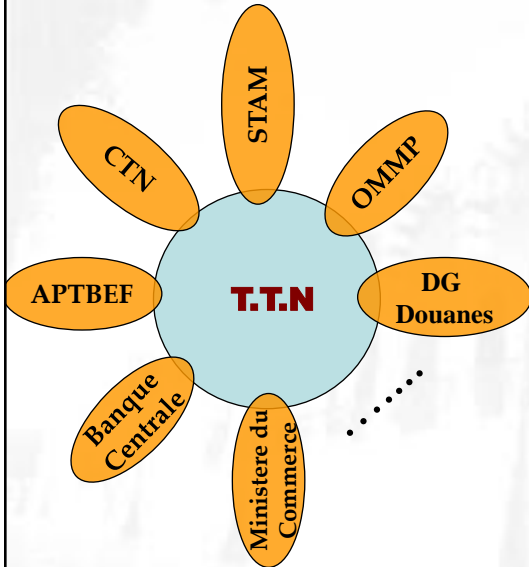 STAM
CTN
OMMP
APTBEF
T.T.N
DG
Douanes
Banque
Centrale
Ministere du
Commerce